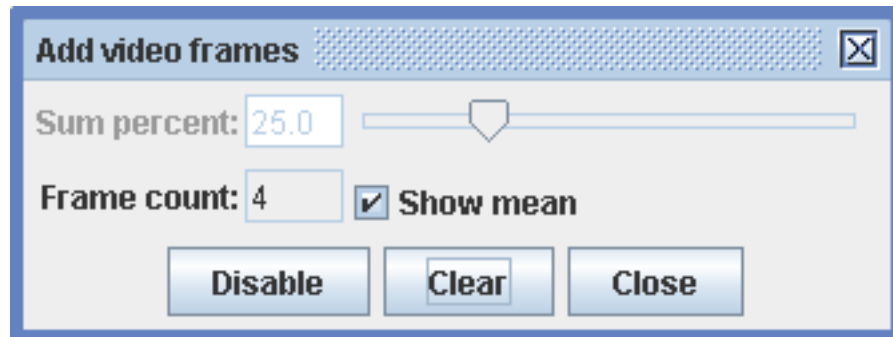 Add video frames
Sum percent: 25.0
Frame count: 4 Show mean
Disable Clear Close